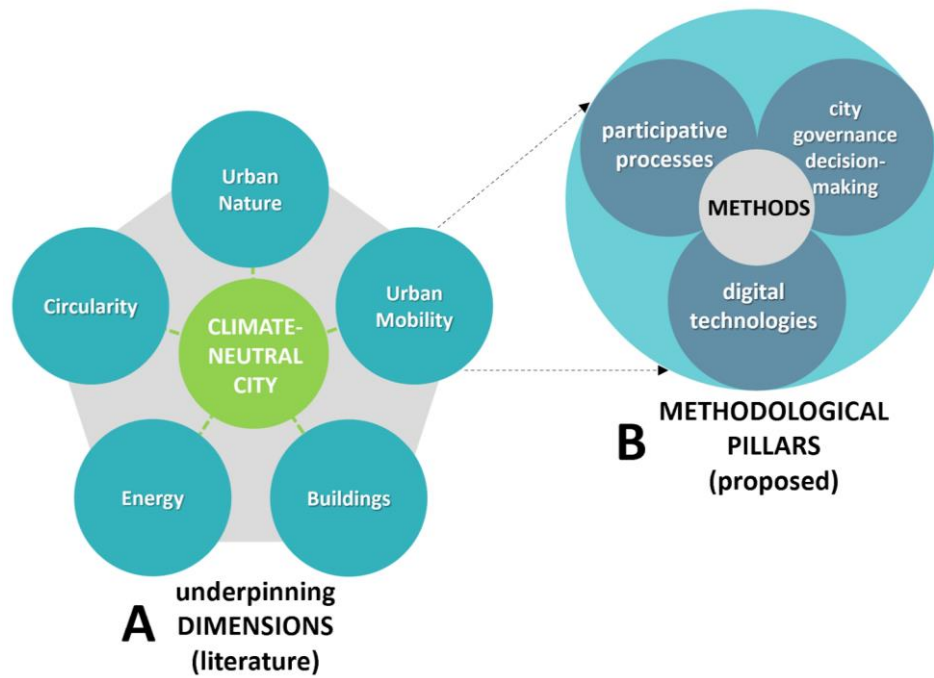 Urban
Nature
Circularity
CLIMATE-
NEUTRAL
CITY
Urban
Mobility
Energy
Buildings
A
underpinning
DIMENSIONS
(literature)
participative
processes
city
governance
decision-
making
METHODS
digital
technologies
B
METHODOLOGICAL
PILLARS
(proposed)